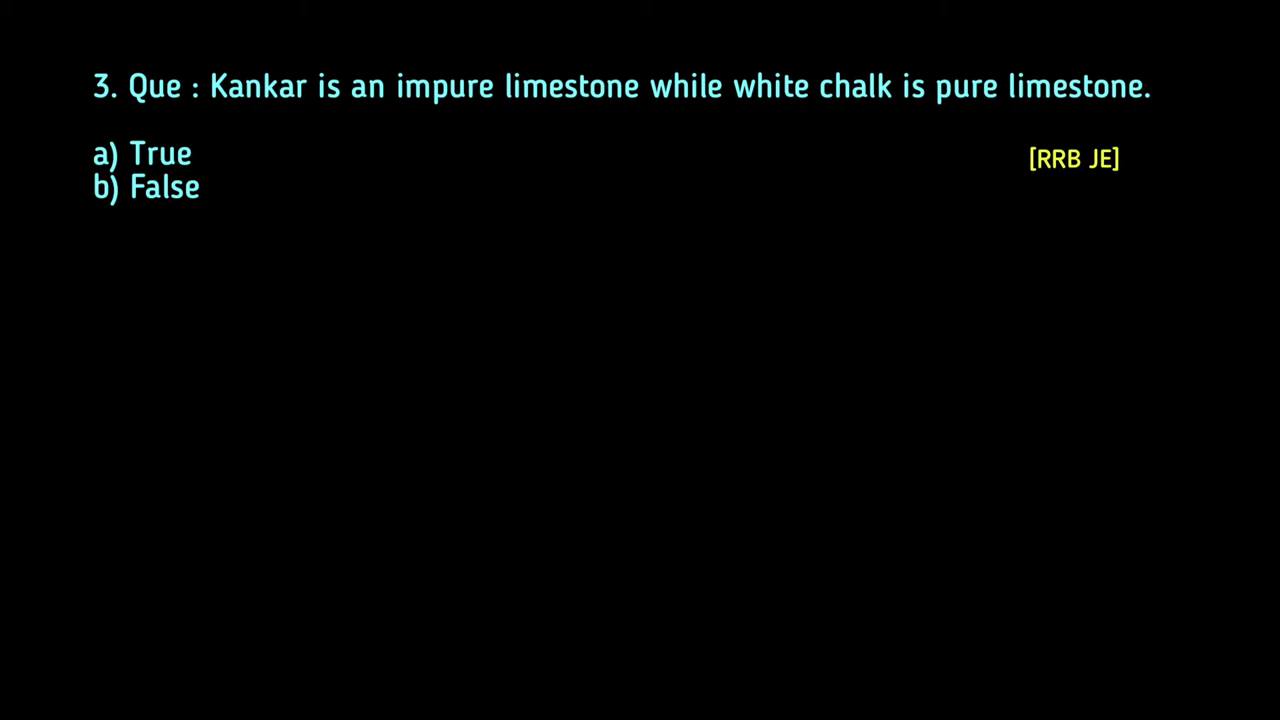 3. Que : Kankar is an impure limestone while white chalk is pure limestone.
a) True
[RRB JE]
b) False